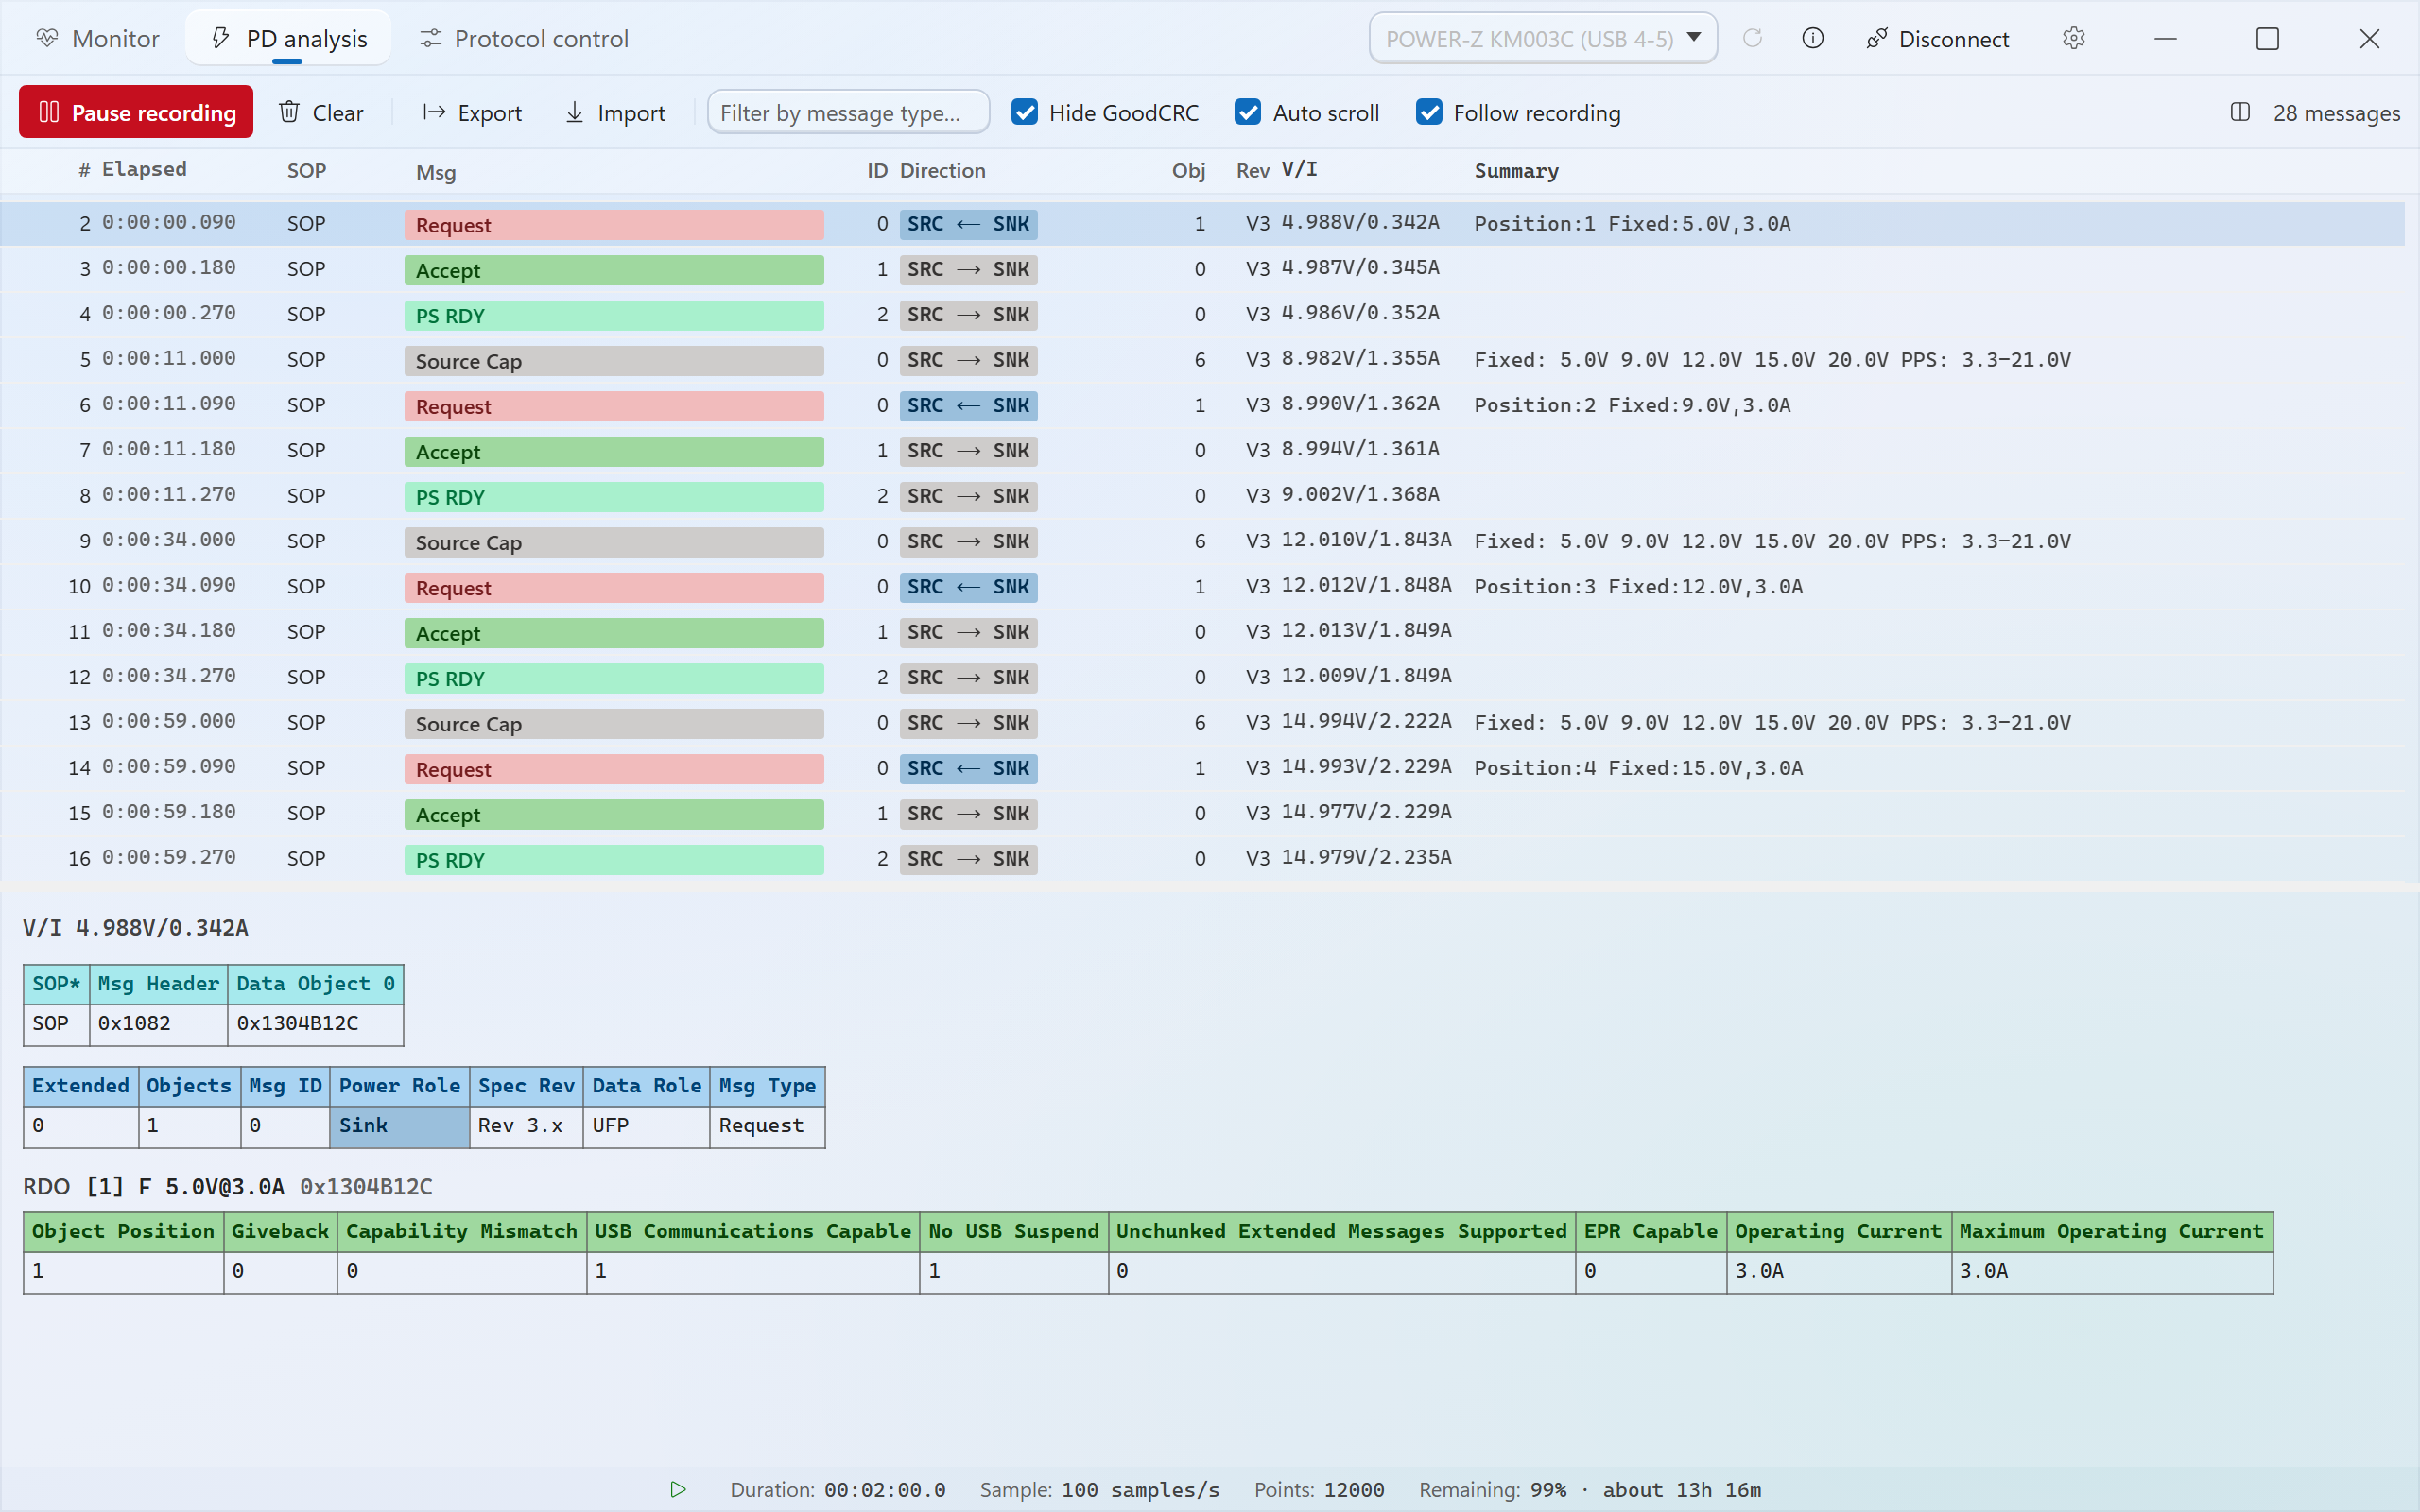 Monitor PD analysis Protocol control POWER-Z KM003C (USB 4-5) Disconnect
Pause recording Clear Export Import Filter by message type... Hide GoodCRC Auto scroll Follow recording 28 messages
# Elapsed SOP Msg ID Direction Obj Rev V/I Summary
2 0:00:00.090 SOP Request 0 SRC ← SNK 1 V3 4.988V/0.342A Position:1 Fixed:5.0V,3.0A
3 0:00:00.180 SOP Accept 1 SRC → SNK 0 V3 4.987V/0.345A
4 0:00:00.270 SOP PS RDY 2 SRC → SNK 0 V3 4.986V/0.352A
5 0:00:11.000 SOP Source Cap 0 SRC → SNK 6 V3 8.982V/1.355A Fixed: 5.0V 9.0V 12.0V 15.0V 20.0V PPS: 3.3-21.0V
6 0:00:11.090 SOP Request 0 SRC ← SNK 1 V3 8.990V/1.362A Position:2 Fixed:9.0V,3.0A
7 0:00:11.180 SOP Accept 1 SRC → SNK 0 V3 8.994V/1.361A
8 0:00:11.270 SOP PS RDY 2 SRC → SNK 0 V3 9.002V/1.368A
9 0:00:34.000 SOP Source Cap 0 SRC → SNK 6 V3 12.010V/1.843A Fixed: 5.0V 9.0V 12.0V 15.0V 20.0V PPS: 3.3-21.0V
10 0:00:34.090 SOP Request 0 SRC ← SNK 1 V3 12.012V/1.848A Position:3 Fixed:12.0V,3.0A
11 0:00:34.180 SOP Accept 1 SRC → SNK 0 V3 12.013V/1.849A
12 0:00:34.270 SOP PS RDY 2 SRC → SNK 0 V3 12.009V/1.849A
13 0:00:59.000 SOP Source Cap 0 SRC → SNK 6 V3 14.994V/2.222A Fixed: 5.0V 9.0V 12.0V 15.0V 20.0V PPS: 3.3-21.0V
14 0:00:59.090 SOP Request 0 SRC ← SNK 1 V3 14.993V/2.229A Position:4 Fixed:15.0V,3.0A
15 0:00:59.180 SOP Accept 1 SRC → SNK 0 V3 14.977V/2.229A
16 0:00:59.270 SOP PS RDY 2 SRC → SNK 0 V3 14.979V/2.235A
V/I 4.988V/0.342A
SOP* Msg Header Data Object 0
SOP 0x1082 0x1304B12C
Extended Objects Msg ID Power Role Spec Rev Data Role Msg Type
0 1 0 Sink Rev 3.x UFP Request
RDO [1] F 5.0V@3.0A 0x1304B12C
Object Position Giveback Capability Mismatch USB Communications Capable No USB Suspend Unchunked Extended Messages Supported EPR Capable Operating Current Maximum Operating Current
1 0 0 1 1 0 0 3.0A 3.0A
Duration: 00:02:00.0 Sample: 100 samples/s Points: 12000 Remaining: 99% · about 13h 16m